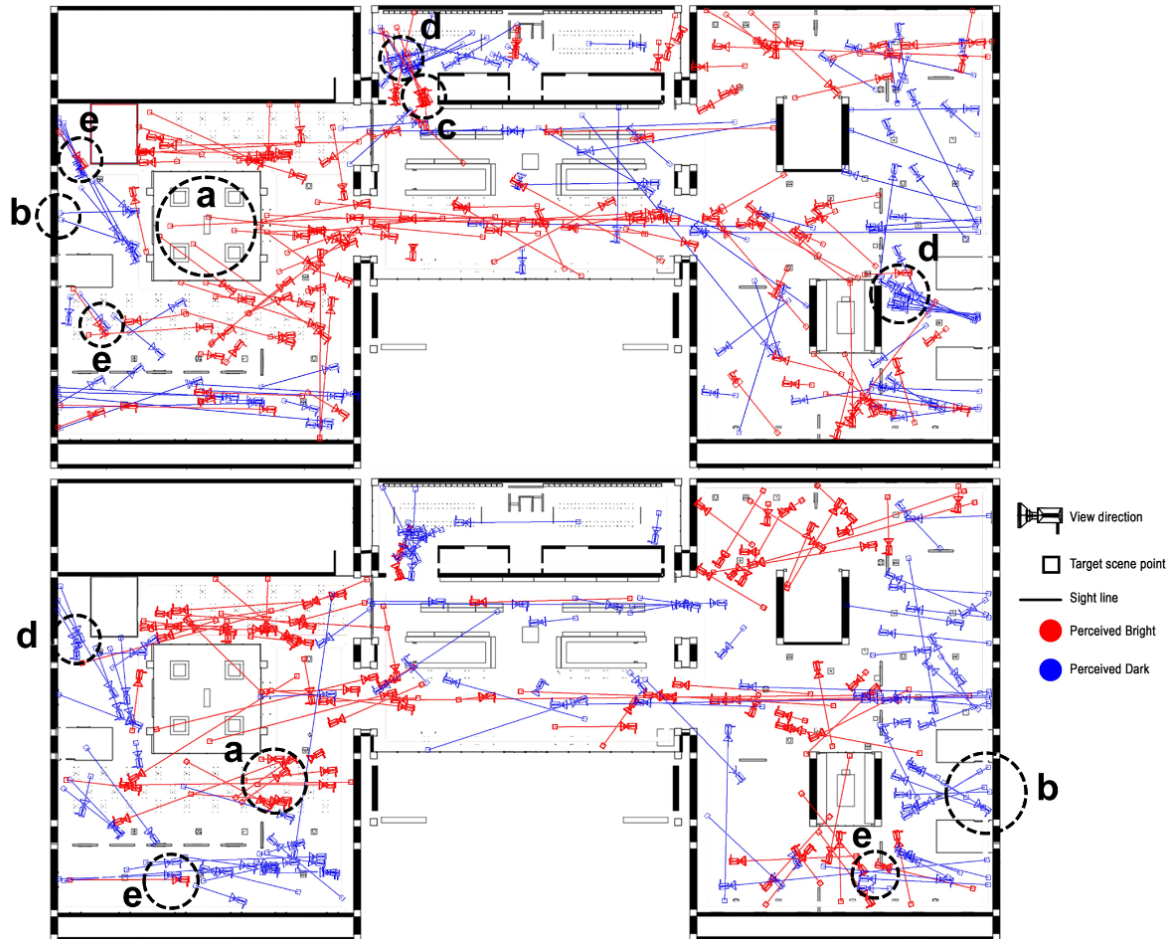 d
c
e
a
b
d
e
View direction
Target scene point
Sight line
Perceived Bright
Perceived Dark
d
a
b
e
e